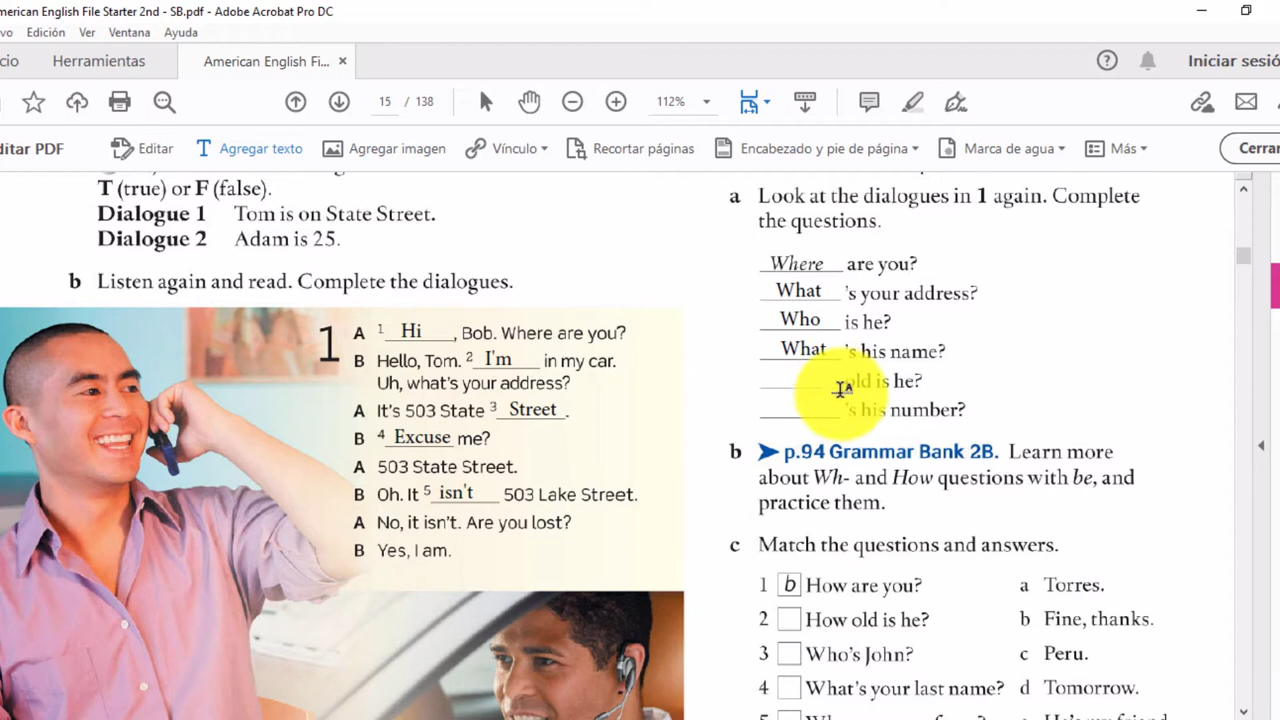 merican English File Starter 2nd - SB.pdf - Adobe Acrobat Pro DC
vo Edición Ver Ventana Ayuda
cio Herramientas American English Fi... × ? Iniciar sesió
15 / 138 112%
ditar PDF Editar Agregar texto Agregar imagen Vínculo Recortar páginas Encabezado y pie de página Marca de agua Más Cerrar
T (true) or F (false).
Dialogue 1 Tom is on State Street.
Dialogue 2 Adam is 25.
b Listen again and read. Complete the dialogues.
1
A 1 Hi, Bob. Where are you?
B Hello, Tom. 2 I'm in my car.
Uh, what's your address?
A It's 503 State 3 Street.
B 4 Excuse me?
A 503 State Street.
B Oh. It 5 isn't 503 Lake Street.
A No, it isn't. Are you lost?
B Yes, I am.
a Look at the dialogues in 1 again. Complete
the questions.
Where are you?
What 's your address?
Who is he?
What 's his name?
old is he?
's his number?
b p.94 Grammar Bank 2B. Learn more
about Wh- and How questions with be, and
practice them.
c Match the questions and answers.
1 b How are you? a Torres.
2 How old is he? b Fine, thanks.
3 Who's John? c Peru.
4 What's your last name? d Tomorrow.